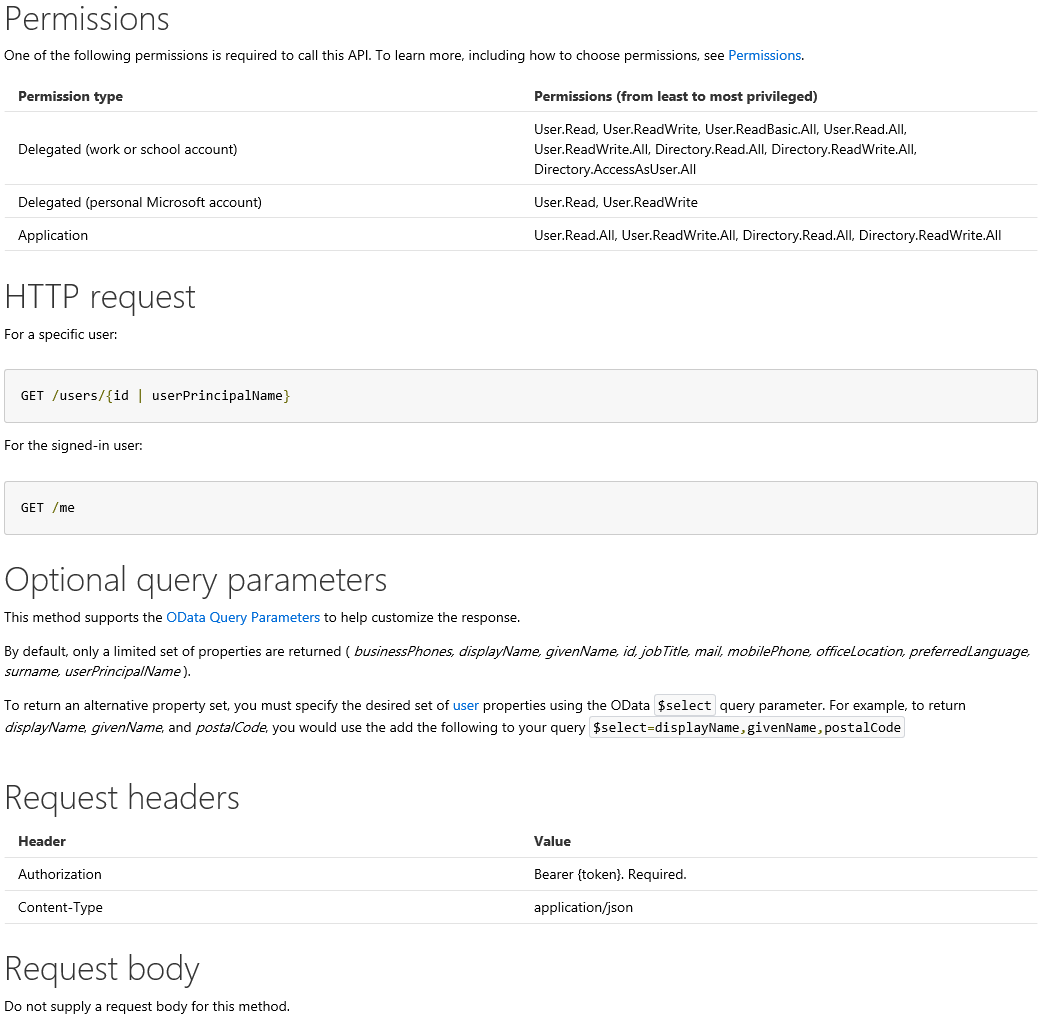 Permissions
One of the following permissions is required to call this API. To learn more, including how to choose permissions, see Permissions.
Permission type Permissions (from least to most privileged)
Delegated (work or school account) User.Read, User.ReadWrite, User.ReadBasic.All, User.Read.All,
User.ReadWrite.All, Directory.Read.All, Directory.ReadWrite.All,
Directory.AccessAsUser.All
Delegated (personal Microsoft account) User.Read, User.ReadWrite
Application User.Read.All, User.ReadWrite.All, Directory.Read.All, Directory.ReadWrite.All
HTTP request
For a specific user:
GET /users/{id | userPrincipalName}
For the signed-in user:
GET /me
Optional query parameters
This method supports the OData Query Parameters to help customize the response.
By default, only a limited set of properties are returned ( businessPhones, displayName, givenName, id, jobTitle, mail, mobilePhone, officeLocation, preferredLanguage,
surname, userPrincipalName ).
To return an alternative property set, you must specify the desired set of user properties using the OData $select query parameter. For example, to return
displayName, givenName, and postalCode, you would use the add the following to your query $select=displayName,givenName,postalCode
Request headers
Header Value
Authorization Bearer {token}. Required.
Content-Type application/json
Request body
Do not supply a request body for this method.